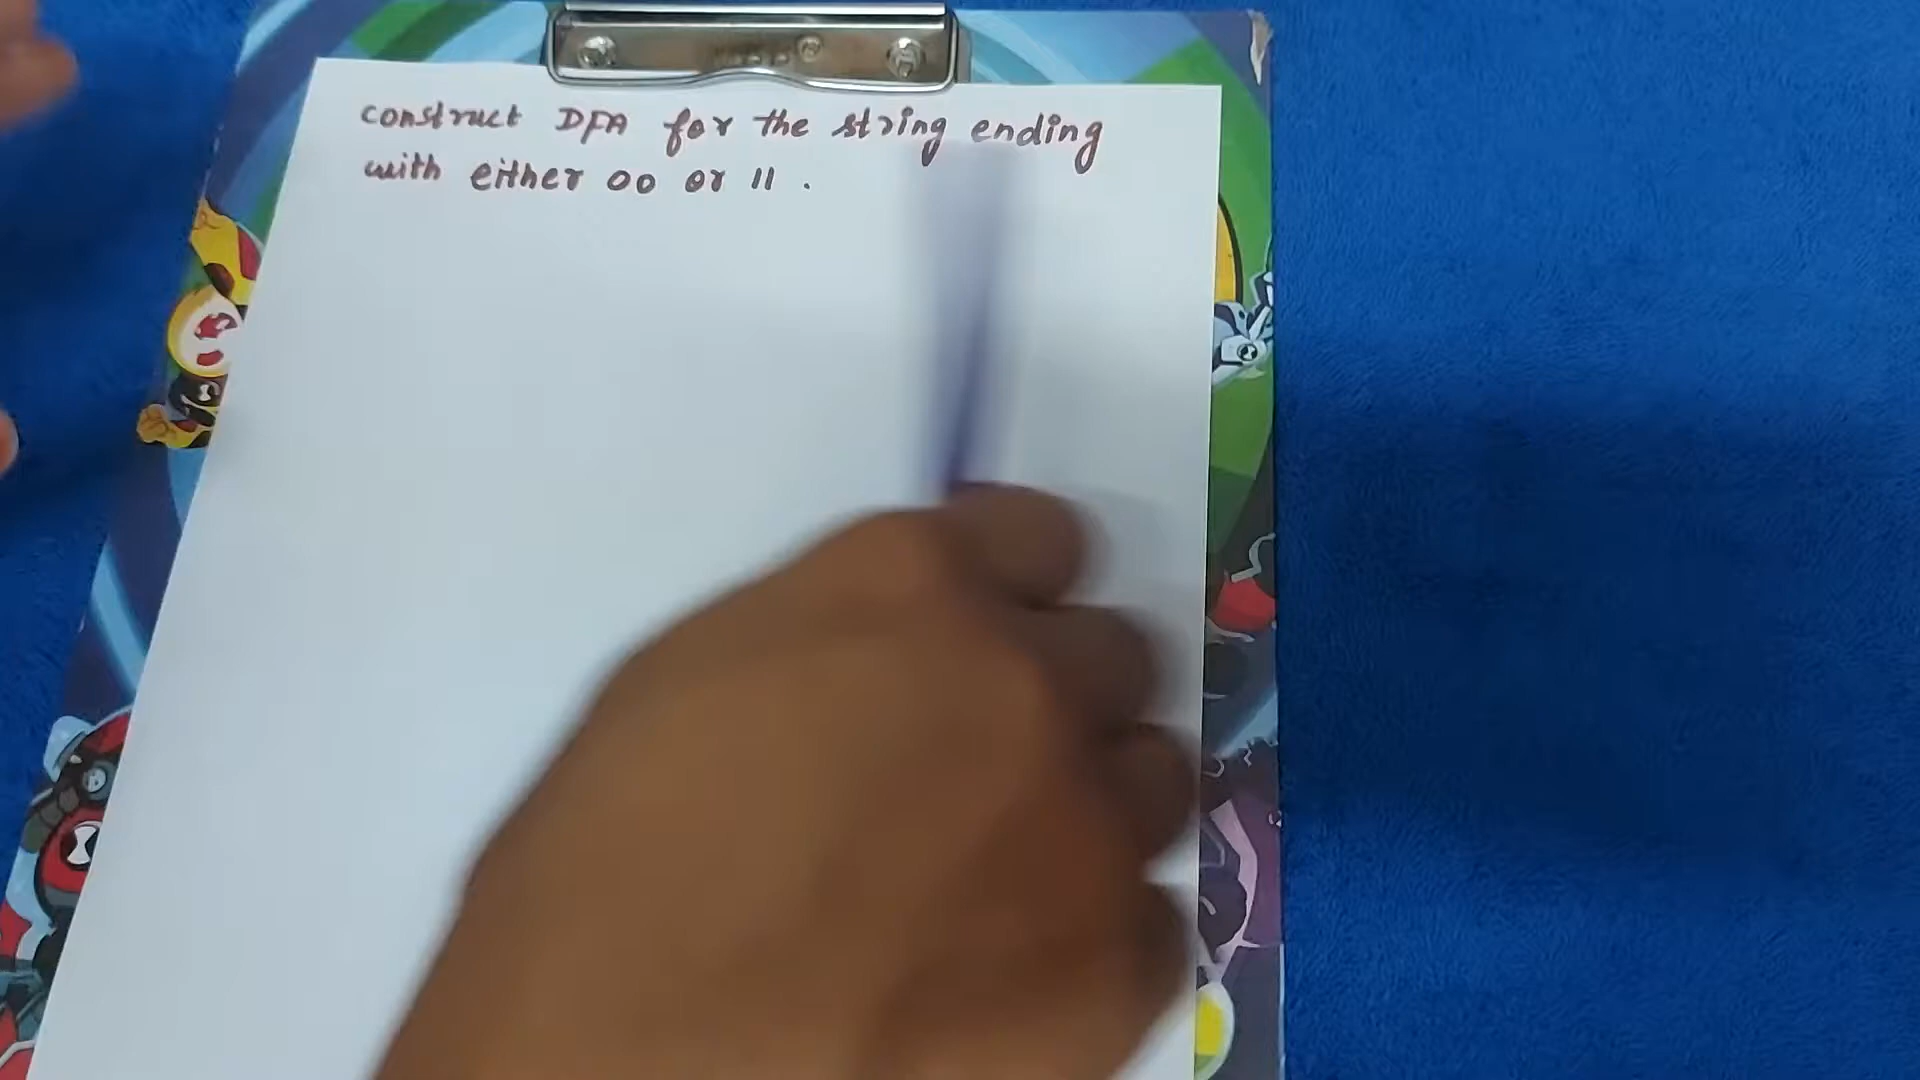 construct DFA for the string ending
with either 00 or 11 .